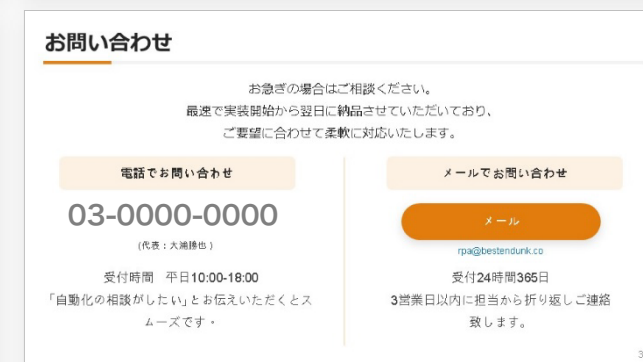 お問い合わせ
お急ぎの場合はご相談ください。
最速で実装開始から翌日に納品させていただいており、
ご要望に合わせて柔軟に対応いたします。
電話でお問い合わせ
03-0000-0000
(代表：大浦勝也)
受付時間　平日10:00-18:00
「自動化の相談がしたい」とお伝えいただくとス
ムーズです。
メールでお問い合わせ
メール
rpa@bestendunk.co
受付24時間365日
3営業日以内に担当から折り返しご連絡
致します。
3